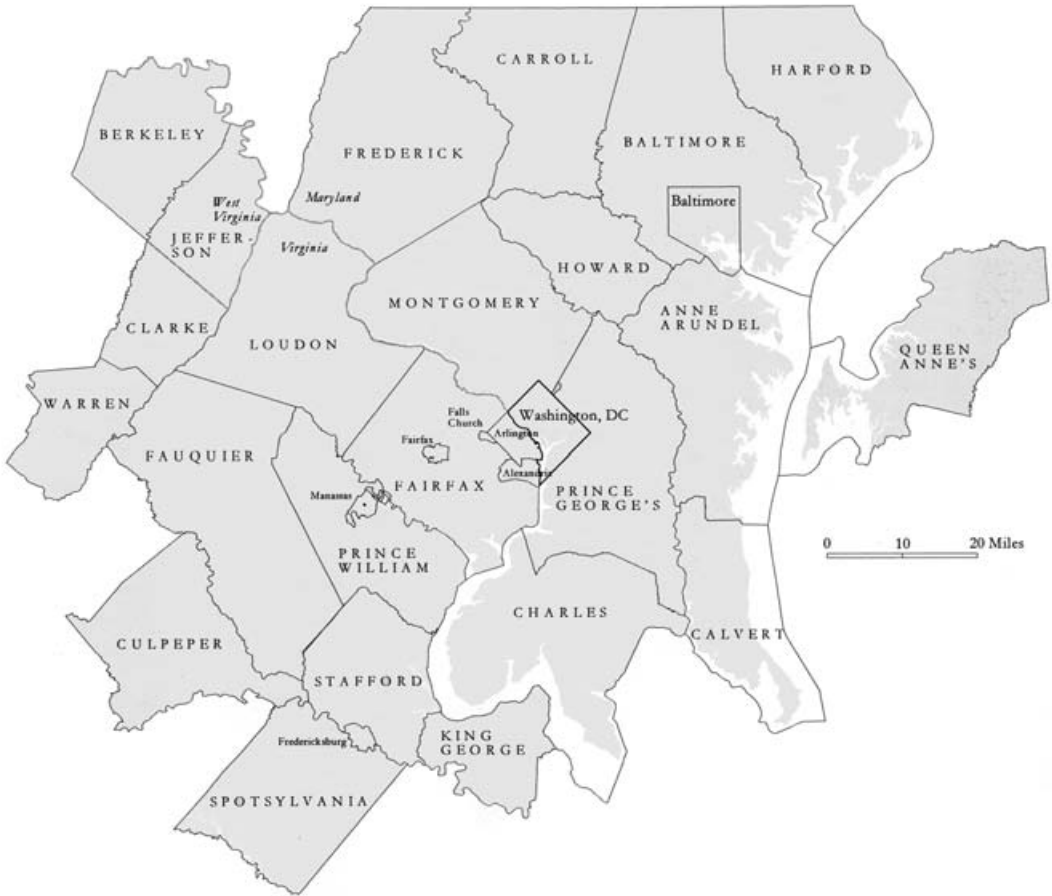 CARROLL
HARFORD
BERKELEY
FREDERICK
BALTIMORE
Maryland
West
Virginia
Baltimore
JEFFER-
SON
Virginia
HOWARD
MONTGOMERY
ANNE
ARUNDEL
CLARKE
LOUDON
QUEEN
ANNE'S
WARREN
Falls
Church
Washington, DC
Arlington
Fairfax
FAUQUIER
Alexandria
FAIRFAX
Manassas
PRINCE
GEORGE'S
0 10 20 Miles
PRINCE
WILLIAM
CHARLES
CULPEPER
CALVERT
STAFFORD
KING
GEORGE
Fredericksburg
SPOTSYLVANIA